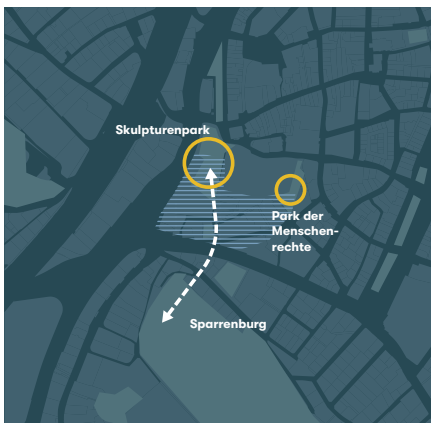 Skulpturenpark
Park der
Menschen-
rechte
Sparrenburg